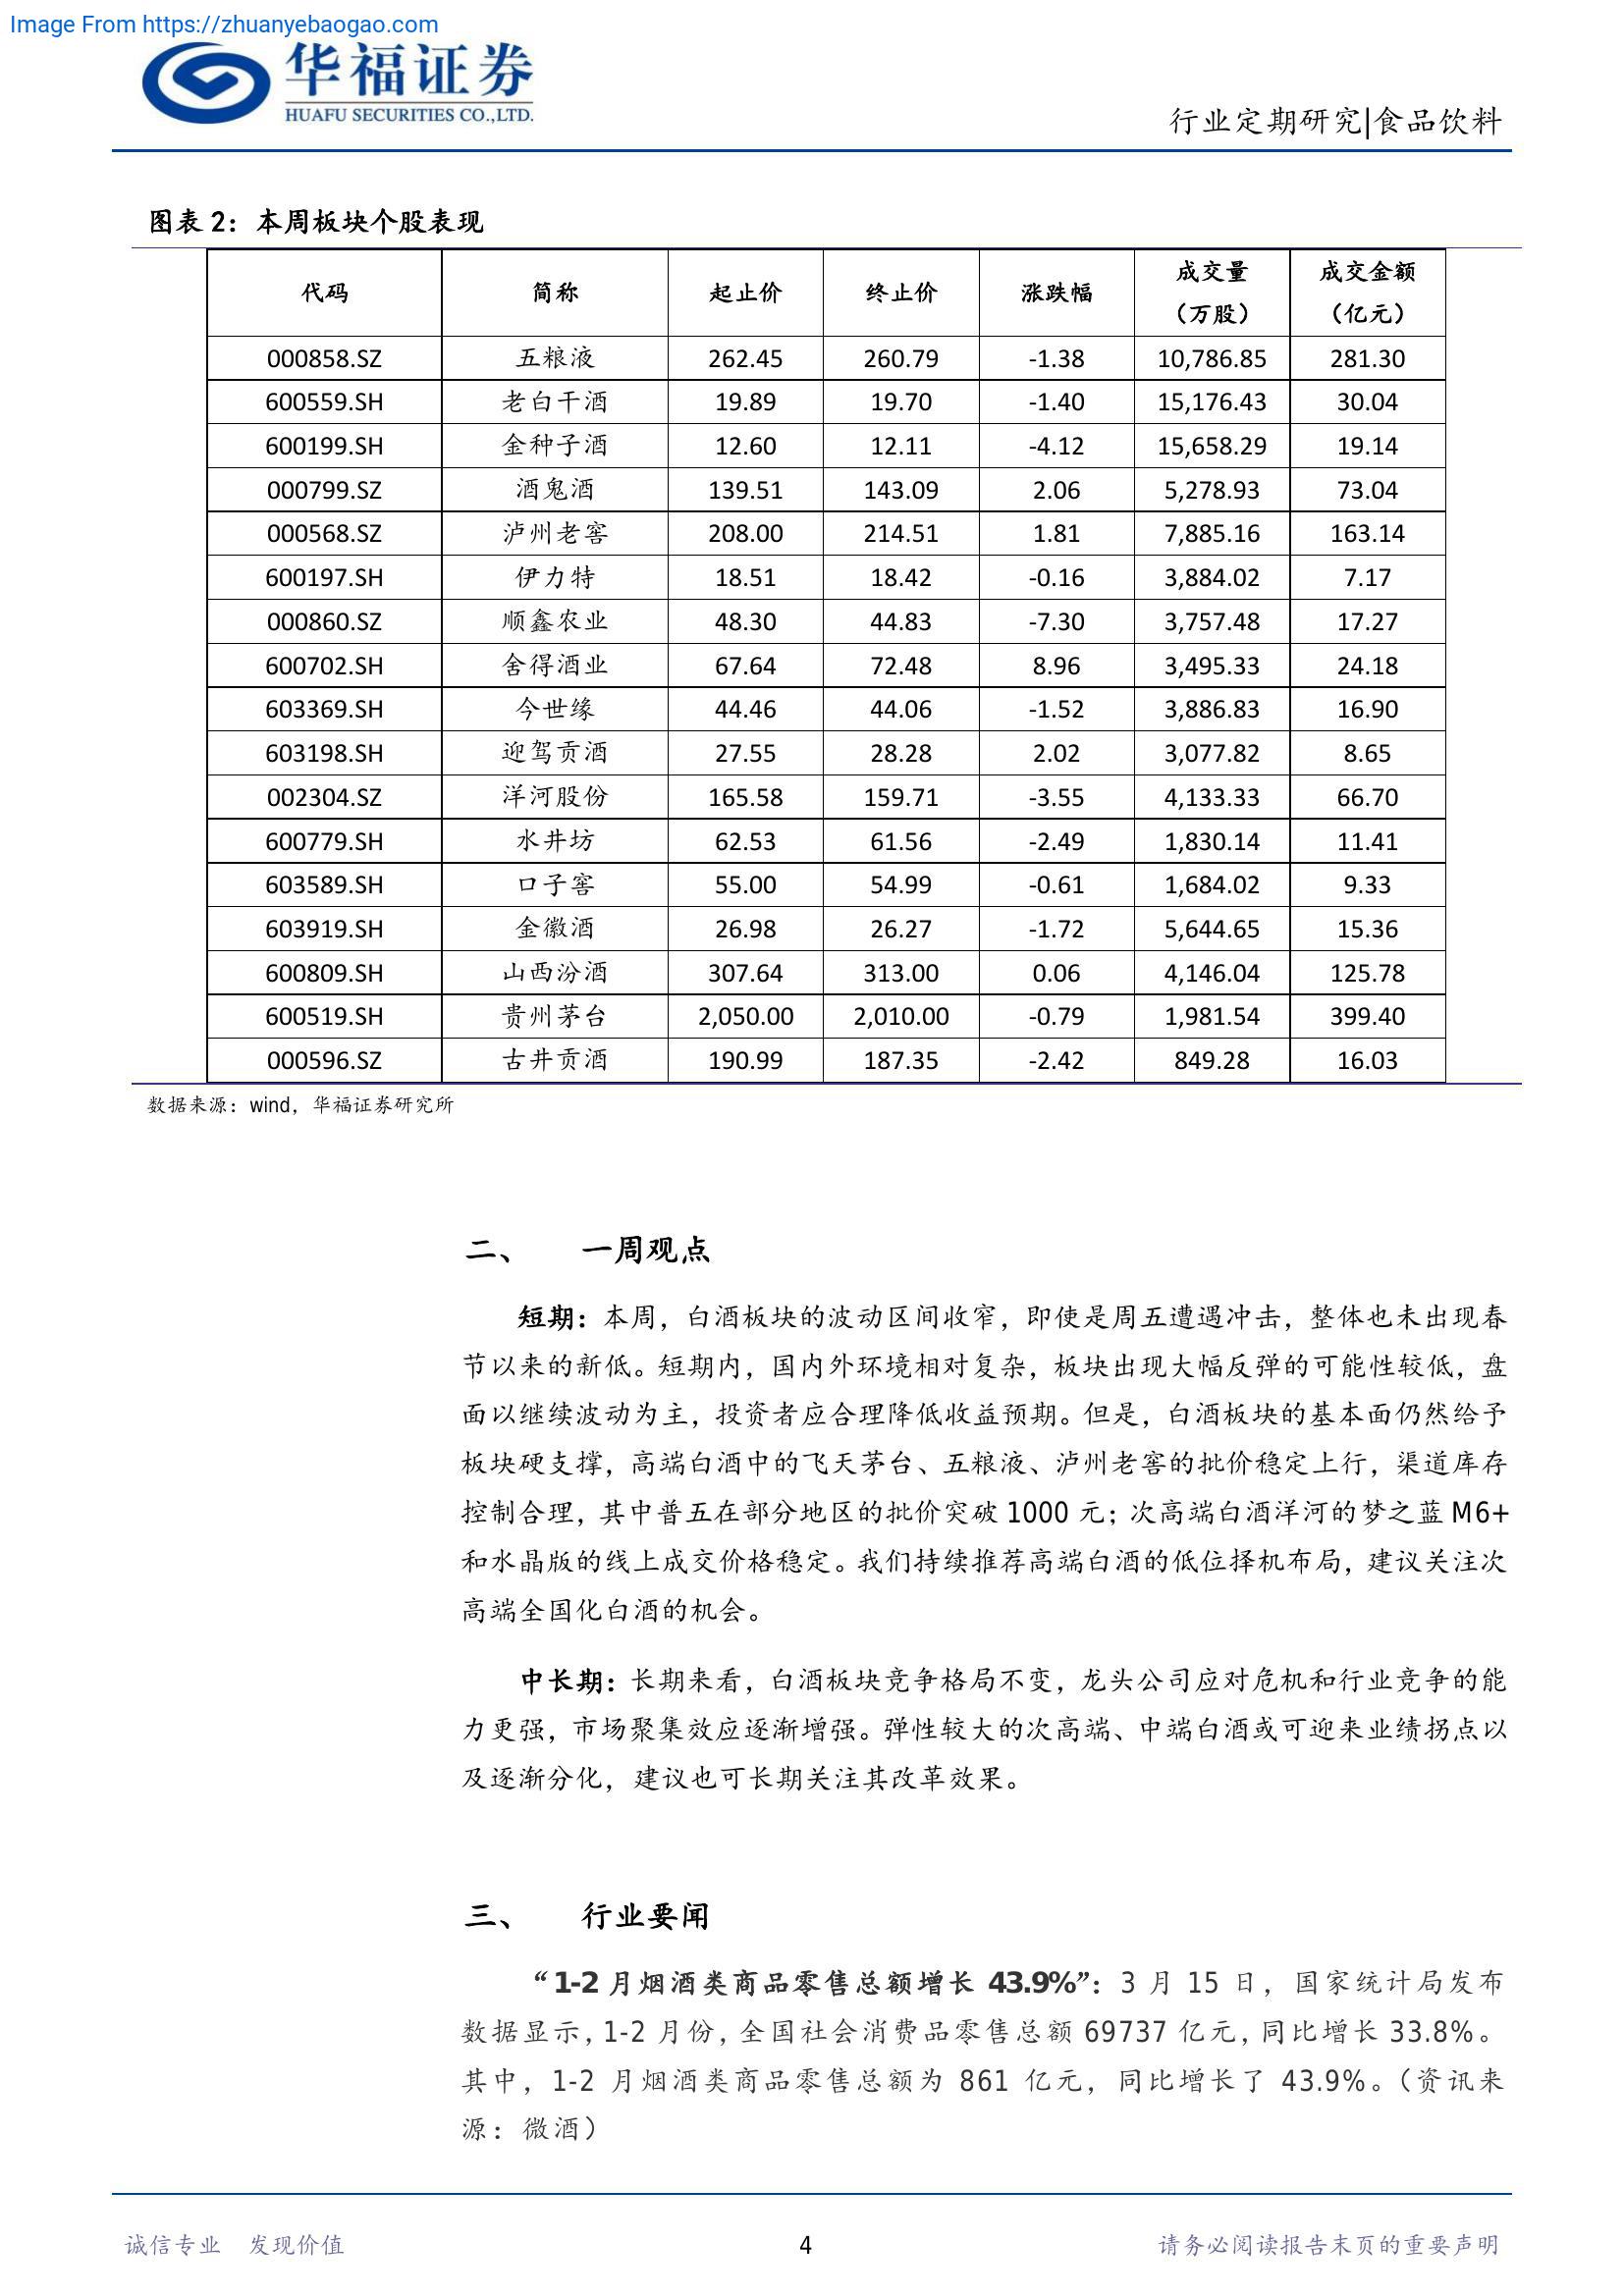 Image From https://zhuanyebaogao.com
华福证券
HUAFU SECURITIES CO.,LTD.
行业定期研究|食品饮料
图表 2：本周板块个股表现
代码 简称 起止价 终止价 涨跌幅 成交量（万股） 成交金额（亿元）
000858.SZ 五粮液 262.45 260.79 -1.38 10,786.85 281.30
600559.SH 老白干酒 19.89 19.70 -1.40 15,176.43 30.04
600199.SH 金种子酒 12.60 12.11 -4.12 15,658.29 19.14
000799.SZ 酒鬼酒 139.51 143.09 2.06 5,278.93 73.04
000568.SZ 泸州老窖 208.00 214.51 1.81 7,885.16 163.14
600197.SH 伊力特 18.51 18.42 -0.16 3,884.02 7.17
000860.SZ 顺鑫农业 48.30 44.83 -7.30 3,757.48 17.27
600702.SH 舍得酒业 67.64 72.48 8.96 3,495.33 24.18
603369.SH 今世缘 44.46 44.06 -1.52 3,886.83 16.90
603198.SH 迎驾贡酒 27.55 28.28 2.02 3,077.82 8.65
002304.SZ 洋河股份 165.58 159.71 -3.55 4,133.33 66.70
600779.SH 水井坊 62.53 61.56 -2.49 1,830.14 11.41
603589.SH 口子窖 55.00 54.99 -0.61 1,684.02 9.33
603919.SH 金徽酒 26.98 26.27 -1.72 5,644.65 15.36
600809.SH 山西汾酒 307.64 313.00 0.06 4,146.04 125.78
600519.SH 贵州茅台 2,050.00 2,010.00 -0.79 1,981.54 399.40
000596.SZ 古井贡酒 190.99 187.35 -2.42 849.28 16.03
数据来源：wind，华福证券研究所
二、 一周观点
短期：本周，白酒板块的波动区间收窄，即使是周五遭遇冲击，整体也未出现春
节以来的新低。短期内，国内外环境相对复杂，板块出现大幅反弹的可能性较低，盘
面以继续波动为主，投资者应合理降低收益预期。但是，白酒板块的基本面仍然给予
板块硬支撑，高端白酒中的飞天茅台、五粮液、泸州老窖的批价稳定上行，渠道库存
控制合理，其中普五在部分地区的批价突破 1000 元；次高端白酒洋河的梦之蓝 M6+
和水晶版的线上成交价格稳定。我们持续推荐高端白酒的低位择机布局，建议关注次
高端全国化白酒的机会。
中长期：长期来看，白酒板块竞争格局不变，龙头公司应对危机和行业竞争的能
力更强，市场聚集效应逐渐增强。弹性较大的次高端、中端白酒或可迎来业绩拐点以
及逐渐分化，建议也可长期关注其改革效果。
三、 行业要闻
“1-2 月烟酒类商品零售总额增长 43.9%”：3 月 15 日，国家统计局发布
数据显示，1-2 月份，全国社会消费品零售总额 69737 亿元，同比增长 33.8%。
其中，1-2 月烟酒类商品零售总额为 861 亿元，同比增长了 43.9%。（资讯来
源：微酒）
诚信专业 发现价值 4 请务必阅读报告末页的重要声明